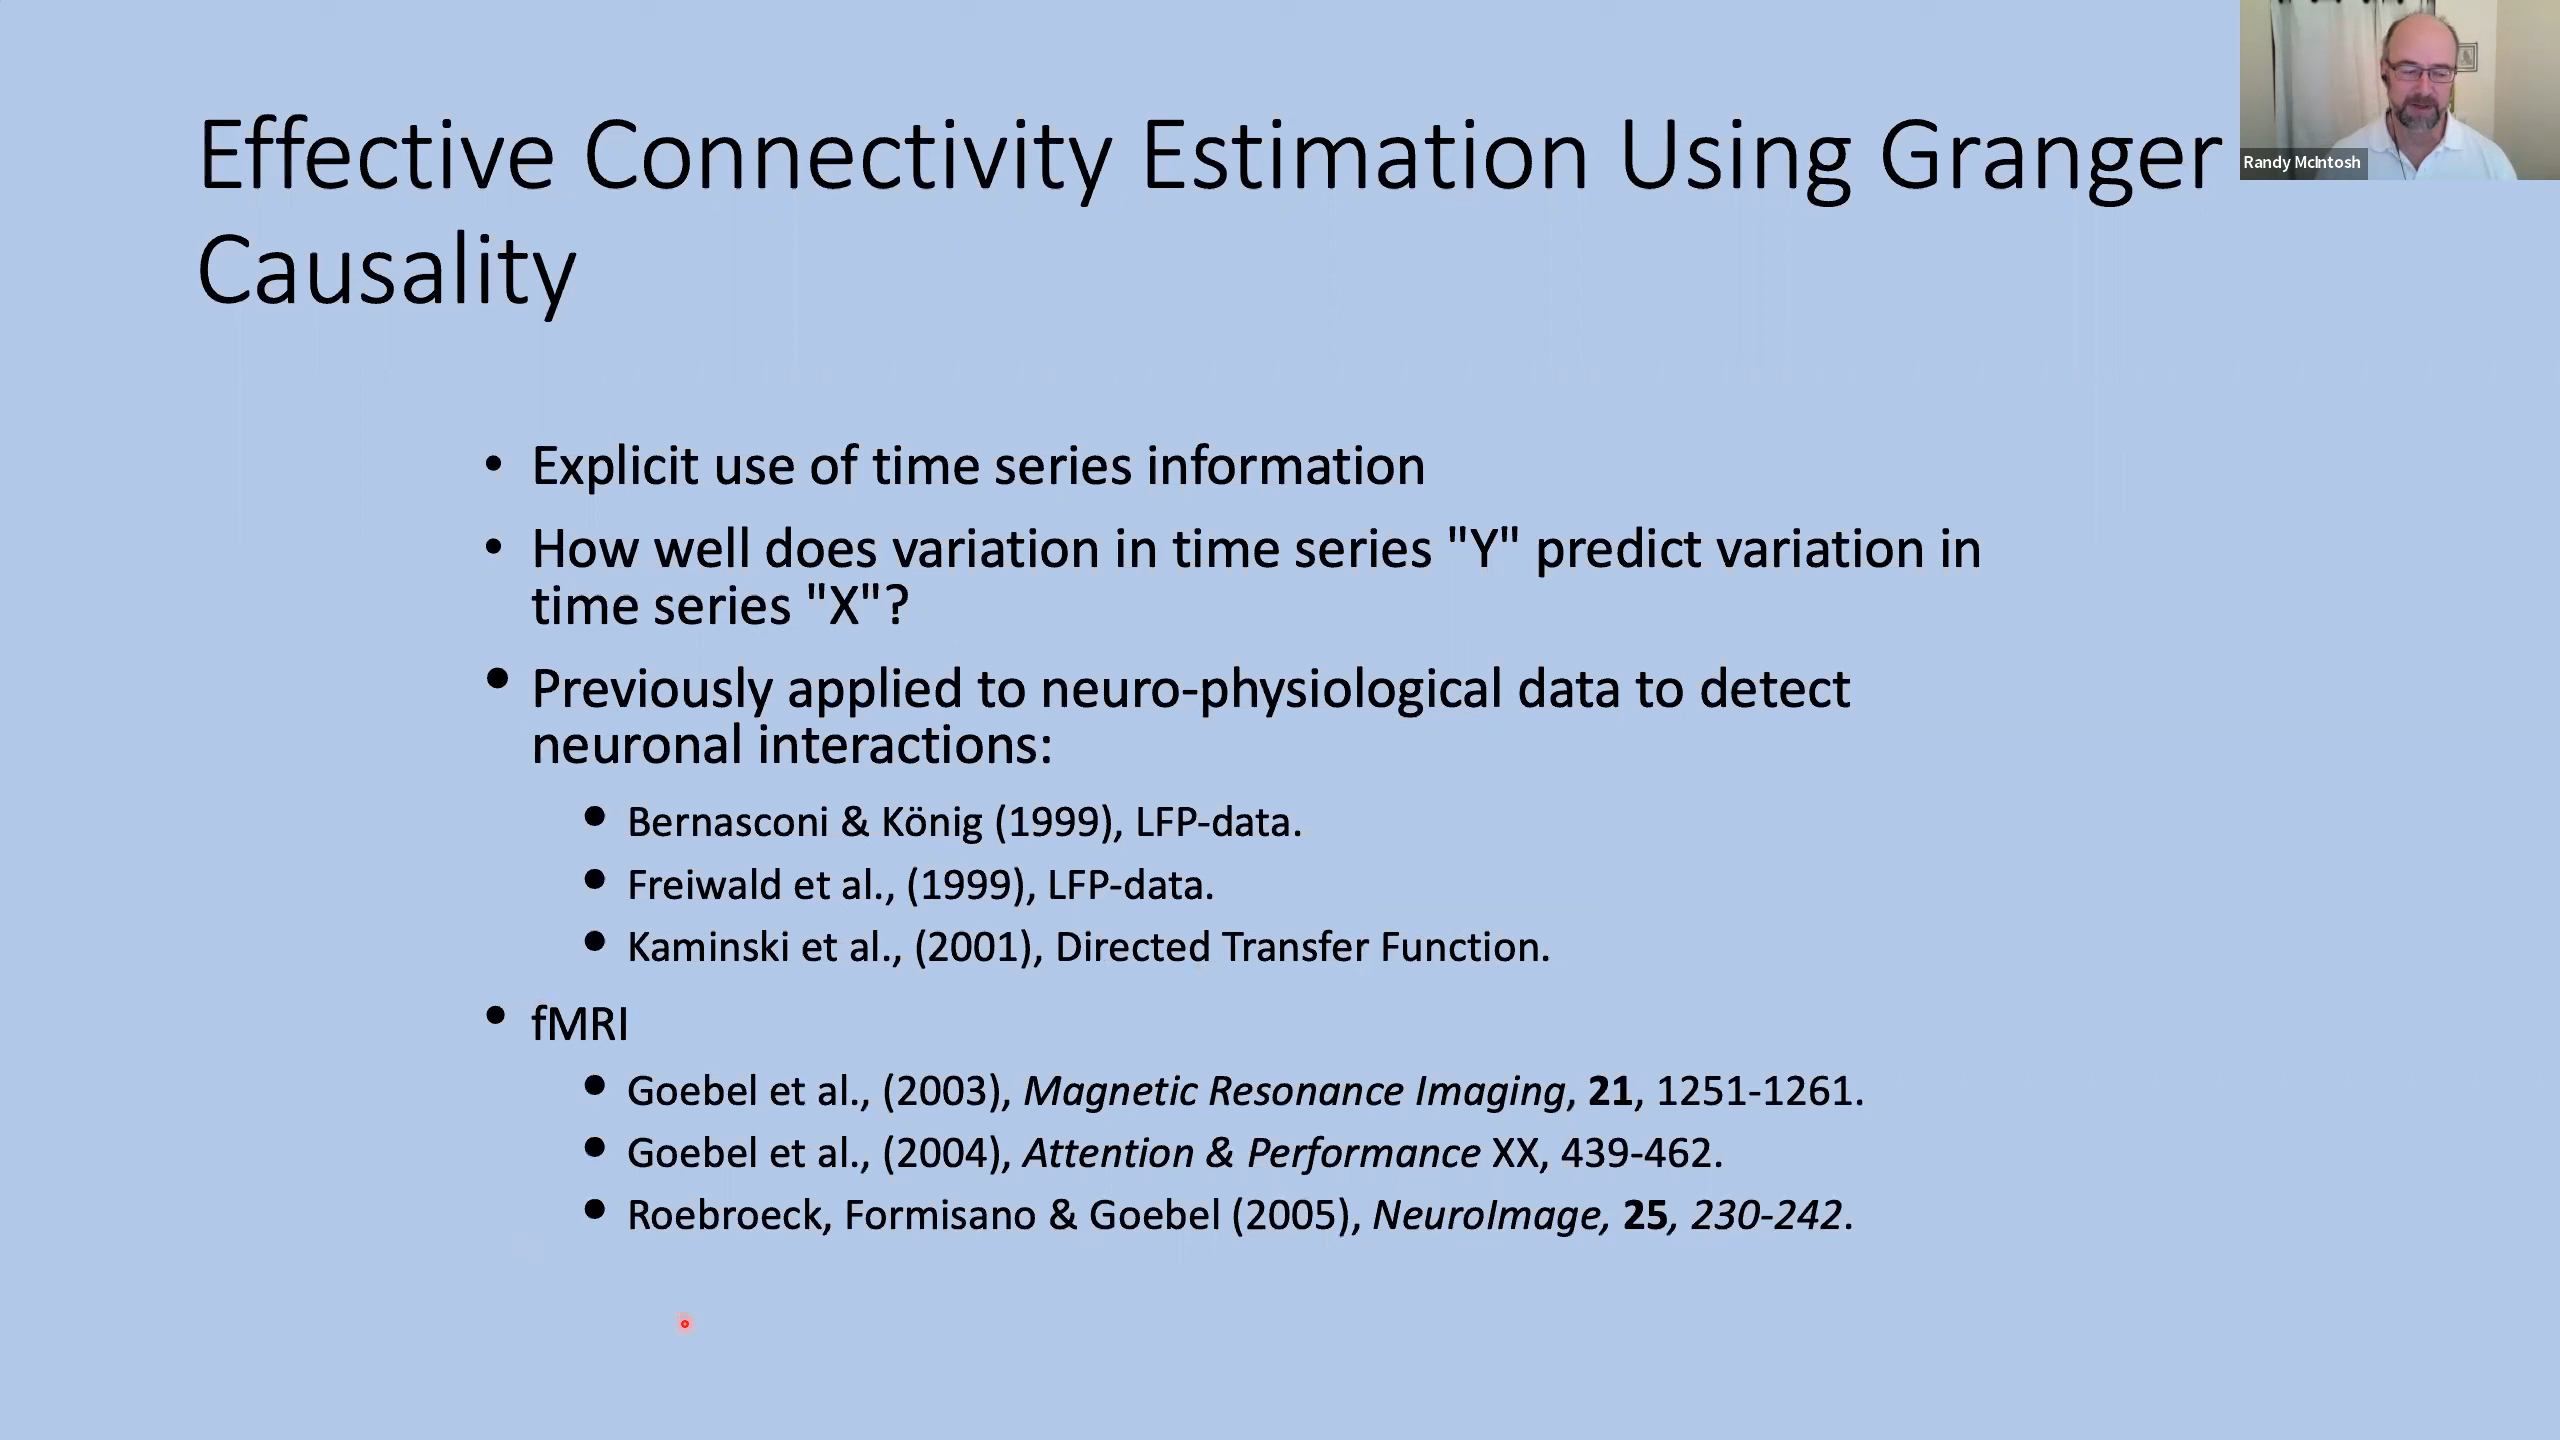 Effective Connectivity Estimation Using Granger
Causality
Randy McIntosh
• Explicit use of time series information
• How well does variation in time series "Y" predict variation in
time series "X"?
• Previously applied to neuro-physiological data to detect
neuronal interactions:
• Bernasconi & König (1999), LFP-data.
• Freiwald et al., (1999), LFP-data.
• Kaminski et al., (2001), Directed Transfer Function.
• fMRI
• Goebel et al., (2003), Magnetic Resonance Imaging, 21, 1251-1261.
• Goebel et al., (2004), Attention & Performance XX, 439-462.
• Roebroeck, Formisano & Goebel (2005), NeuroImage, 25, 230-242.